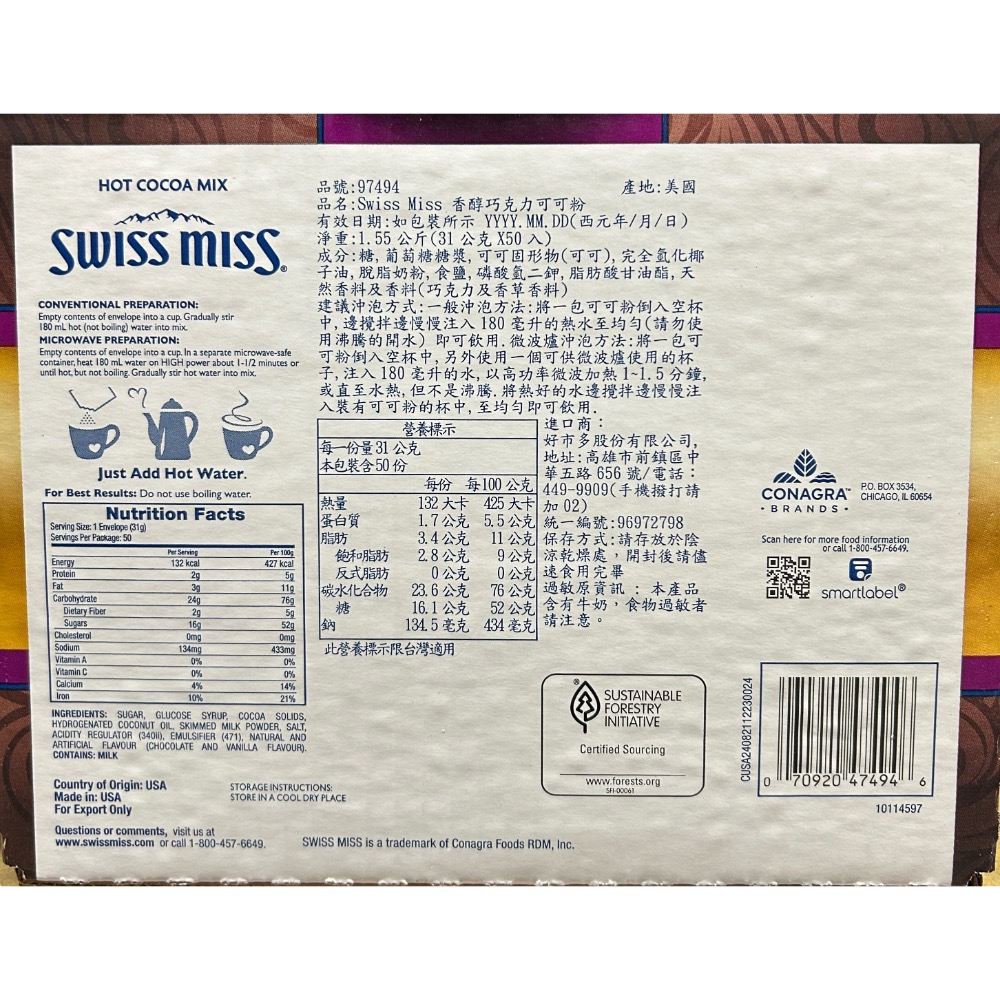 HOT COCOA MIX
SWISS MISS®
CONVENTIONAL PREPARATION:
Empty contents of envelope into a cup. Gradually stir
180 mL hot (not boiling) water into mix.
MICROWAVE PREPARATION:
Empty contents of envelope into a cup. In a separate microwave-safe
container, heat 180 mL water on HIGH power about 1-1/2 minutes or
until hot, but not boiling. Gradually stir hot water into mix.
Just Add Hot Water.
For Best Results: Do not use boiling water.
Nutrition Facts
Serving Size: 1 Envelope (31g)
Servings Per Package: 50
Per Serving Per 100g
Energy 132 kcal 427 kcal
Protein 2g 5g
Fat 3g 11g
Carbohydrate 24g 76g
Dietary Fiber 2g 5g
Sugars 16g 52g
Cholesterol 0mg 0mg
Sodium 134mg 433mg
Vitamin A 0% 0%
Vitamin C 0% 0%
Calcium 4% 14%
Iron 10% 21%
INGREDIENTS: SUGAR, GLUCOSE SYRUP, COCOA SOLIDS,
HYDROGENATED COCONUT OIL, SKIMMED MILK POWDER, SALT,
ACIDITY REGULATOR (340ii), EMULSIFIER (471), NATURAL AND
ARTIFICIAL FLAVOUR (CHOCOLATE AND VANILLA FLAVOUR).
CONTAINS: MILK
Country of Origin: USA
Made in: USA
For Export Only
STORAGE INSTRUCTIONS:
STORE IN A COOL DRY PLACE
Questions or comments, visit us at
www.swissmiss.com or call 1-800-457-6649.
SWISS MISS is a trademark of Conagra Foods RDM, Inc.
品號:97494 產地:美國
品名:Swiss Miss 香醇巧克力可可粉
有效日期:如包裝所示 YYYY.MM.DD(西元年/月/日)
淨重:1.55 公斤(31 公克 X50 入)
成分:糖, 葡萄糖糖漿, 可可固形物(可可), 完全氫化椰
子油, 脫脂奶粉, 食鹽, 磷酸氫二鉀, 脂肪酸甘油酯, 天
然香料及香料(巧克力及香草香料)
建議沖泡方式:一般沖泡方法:將一包可可粉倒入空杯
中, 邊攪拌邊慢慢注入 180 毫升的熱水至均勻(請勿使
用沸騰的開水) 即可飲用. 微波爐沖泡方法:將一包可
可粉倒入空杯中, 另外使用一個可供微波爐使用的杯
子, 注入 180 毫升的水, 以高功率微波加熱 1~1.5 分鐘,
或直至水熱, 但不是沸騰. 將熱好的水邊攪拌邊慢慢注
入裝有可可粉的杯中, 至均勻即可飲用.
營養標示
每一份量 31 公克
本包裝含 50 份
每份 每 100 公克
熱量 132 大卡 425 大卡
蛋白質 1.7 公克 5.5 公克
脂肪 3.4 公克 11 公克
飽和脂肪 2.8 公克 9 公克
反式脂肪 0 公克 0 公克
碳水化合物 23.6 公克 76 公克
糖 16.1 公克 52 公克
鈉 134.5 毫克 434 毫克
此營養標示限台灣適用
進口商：
好市多股份有限公司,
地址:高雄市前鎮區中
華五路 656 號/電話：
449-9909(手機撥打請
加 02)
統一編號:96972798
保存方式:請存放於陰
涼乾燥處，開封後請儘
速食用完畢
過敏原資訊：本產品
含有牛奶，食物過敏者
請注意。
CONAGRA™
• BRANDS •
P.O. BOX 3534,
CHICAGO, IL 60654
Scan here for more food information
or call 1-800-457-6649.
smartlabel®
SUSTAINABLE
FORESTRY
INITIATIVE
Certified Sourcing
www.forests.org
SFI-00061
CUSA24082112230024
0 70920 47494 6
10114597